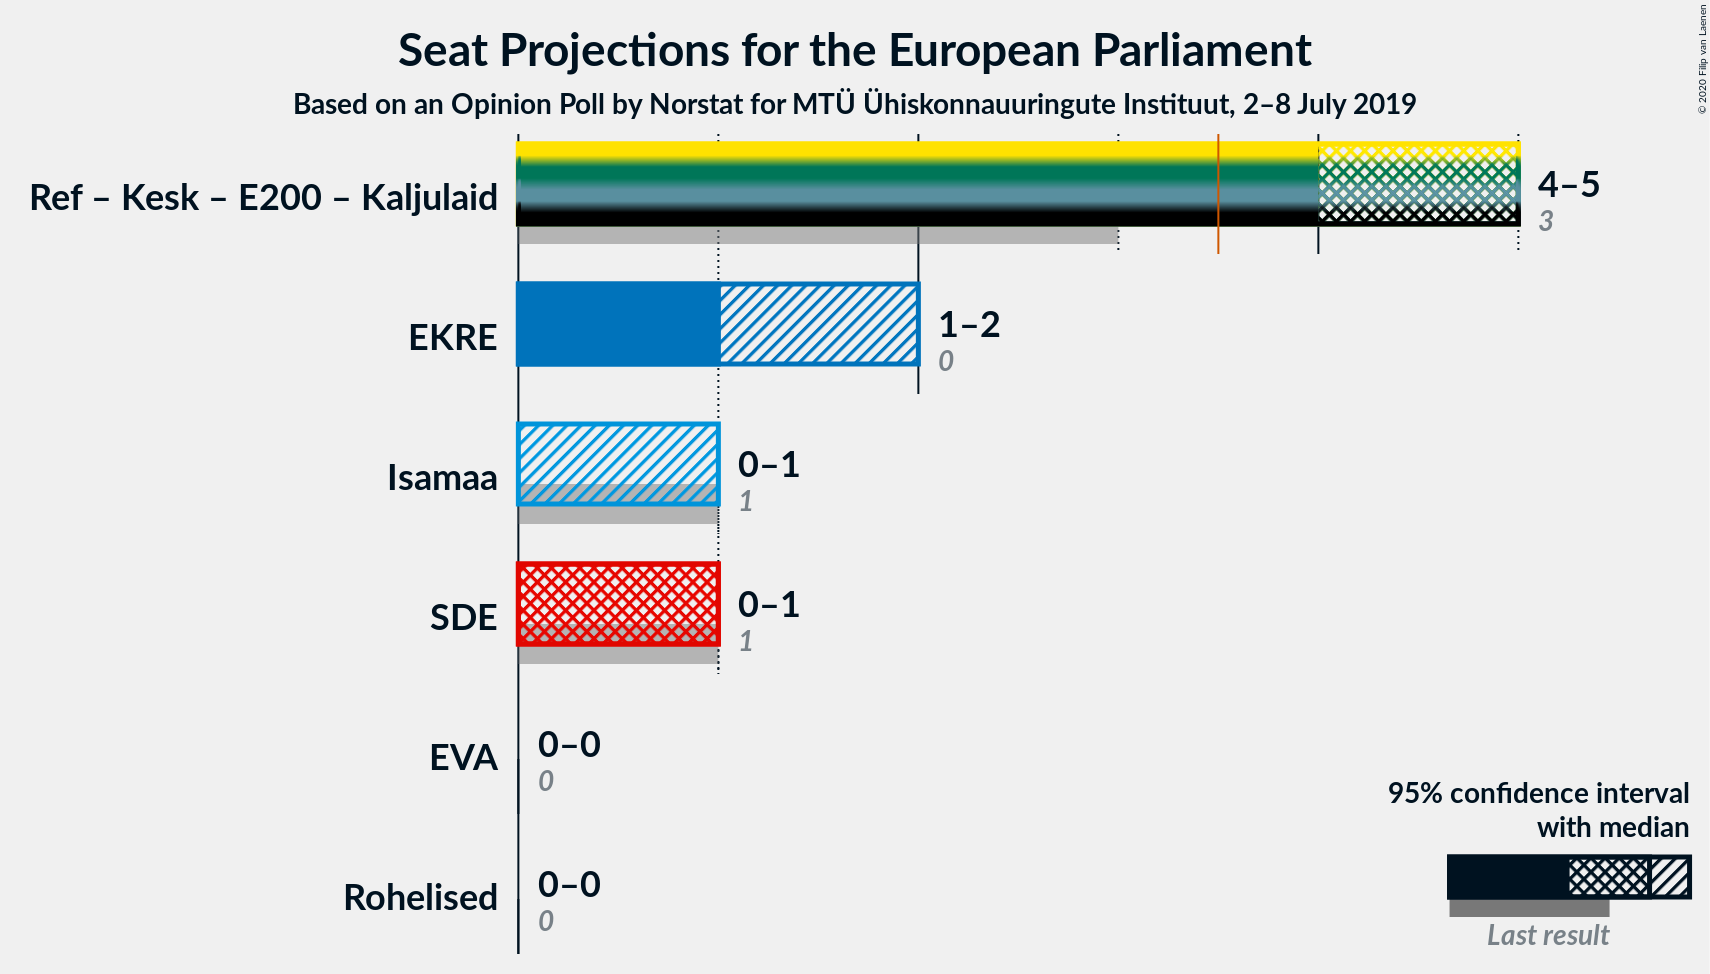 Seat Projections for the European Parliament
Based on an Opinion Poll by Norstat for MTÜ Ühiskonnauuringute Instituut, 2–8 July 2019
© 2020 Filip van Laenen
Ref – Kesk – E200 – Kaljulaid
4–5
3
EKRE
1–2
0
Isamaa
0–1
1
SDE
0–1
1
EVA
0–0
0
Rohelised
0–0
0
95% confidence interval
with median
Last result